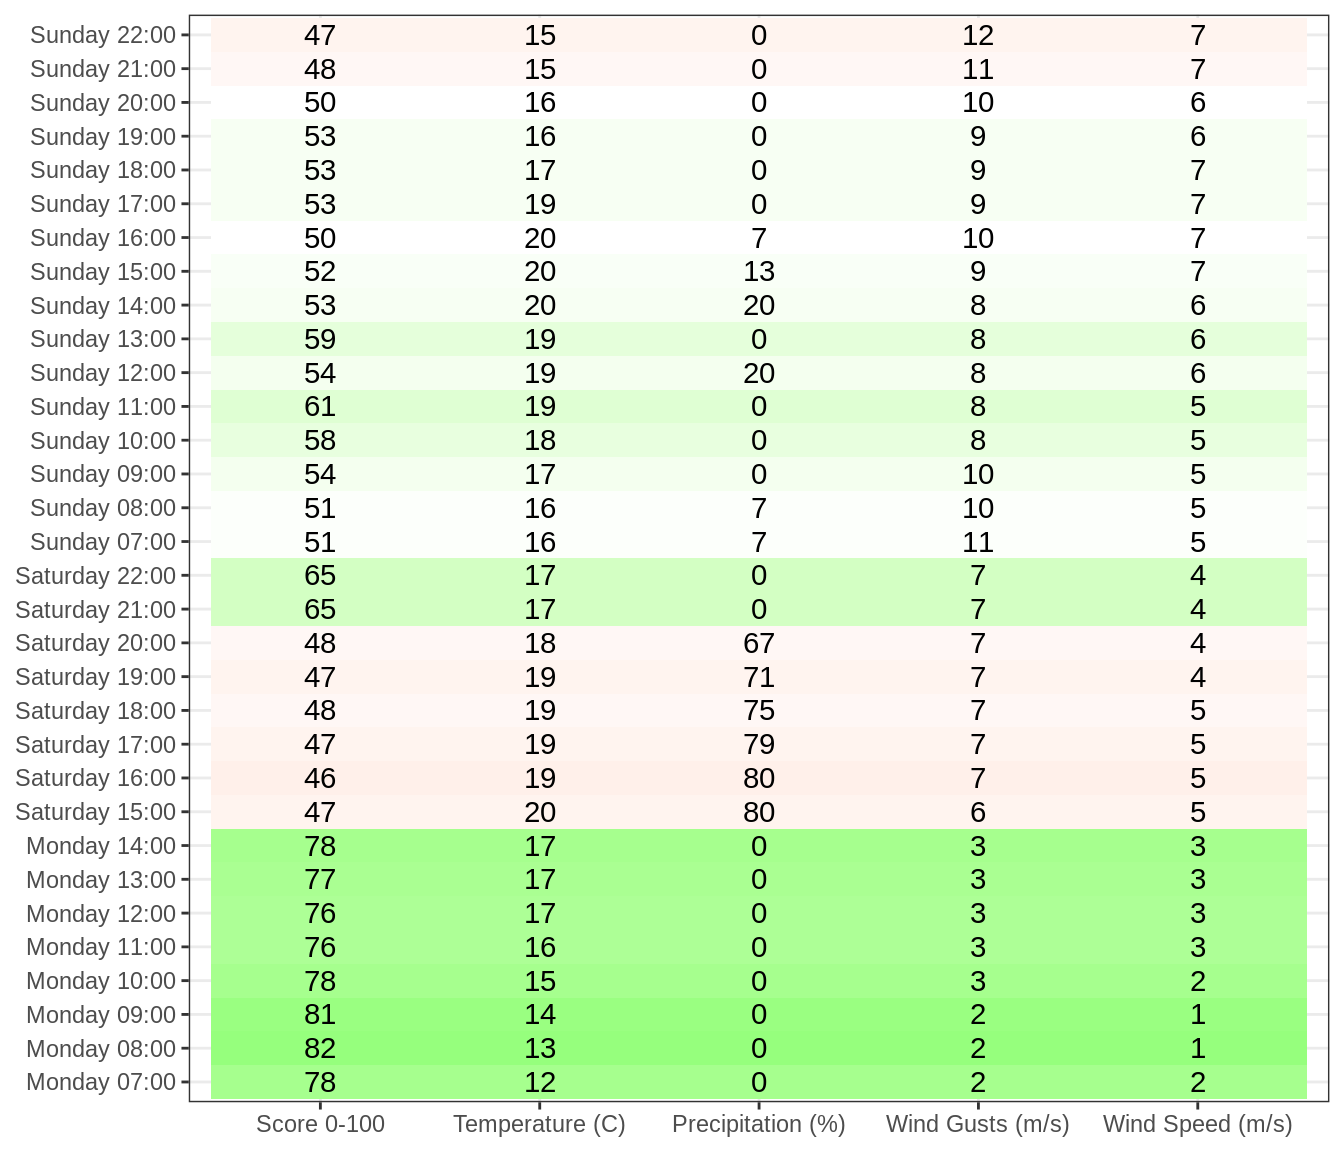 Sunday 22:00 47 15 0 12 7
Sunday 21:00 48 15 0 11 7
Sunday 20:00 50 16 0 10 6
Sunday 19:00 53 16 0 9 6
Sunday 18:00 53 17 0 9 7
Sunday 17:00 53 19 0 9 7
Sunday 16:00 50 20 7 10 7
Sunday 15:00 52 20 13 9 7
Sunday 14:00 53 20 20 8 6
Sunday 13:00 59 19 0 8 6
Sunday 12:00 54 19 20 8 6
Sunday 11:00 61 19 0 8 5
Sunday 10:00 58 18 0 8 5
Sunday 09:00 54 17 0 10 5
Sunday 08:00 51 16 7 10 5
Sunday 07:00 51 16 7 11 5
Saturday 22:00 65 17 0 7 4
Saturday 21:00 65 17 0 7 4
Saturday 20:00 48 18 67 7 4
Saturday 19:00 47 19 71 7 4
Saturday 18:00 48 19 75 7 5
Saturday 17:00 47 19 79 7 5
Saturday 16:00 46 19 80 7 5
Saturday 15:00 47 20 80 6 5
Monday 14:00 78 17 0 3 3
Monday 13:00 77 17 0 3 3
Monday 12:00 76 17 0 3 3
Monday 11:00 76 16 0 3 3
Monday 10:00 78 15 0 3 2
Monday 09:00 81 14 0 2 1
Monday 08:00 82 13 0 2 1
Monday 07:00 78 12 0 2 2
Score 0-100 Temperature (C) Precipitation (%) Wind Gusts (m/s) Wind Speed (m/s)